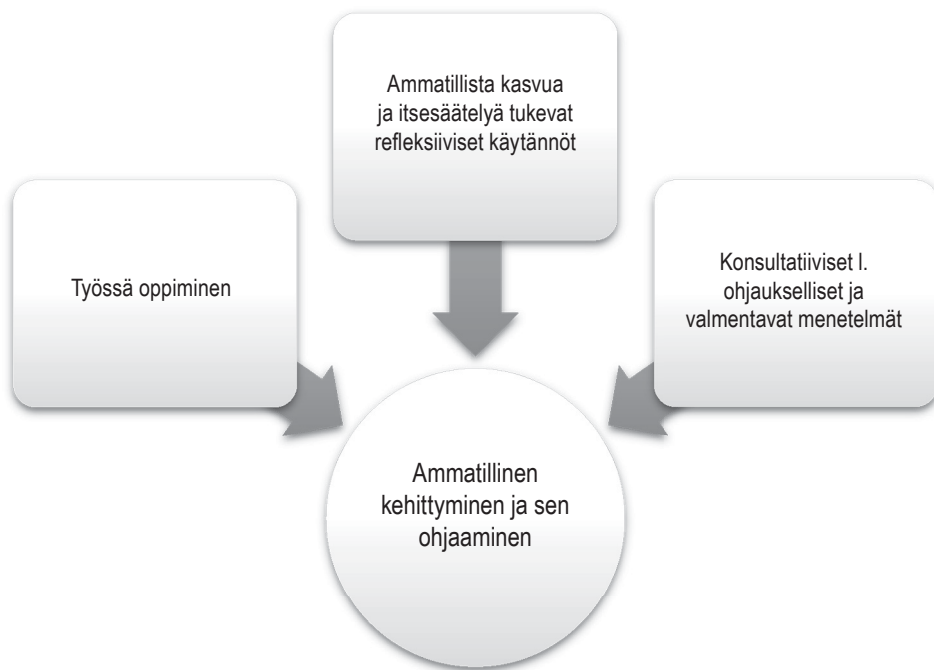 Ammatillista kasvua
ja itsesäätelyä tukevat
refleksiiviset käytännöt
Työssä oppiminen
Konsultatiiviset l.
ohjaukselliset ja
valmentavat menetelmät
Ammatillinen
kehittyminen ja sen
ohjaaminen